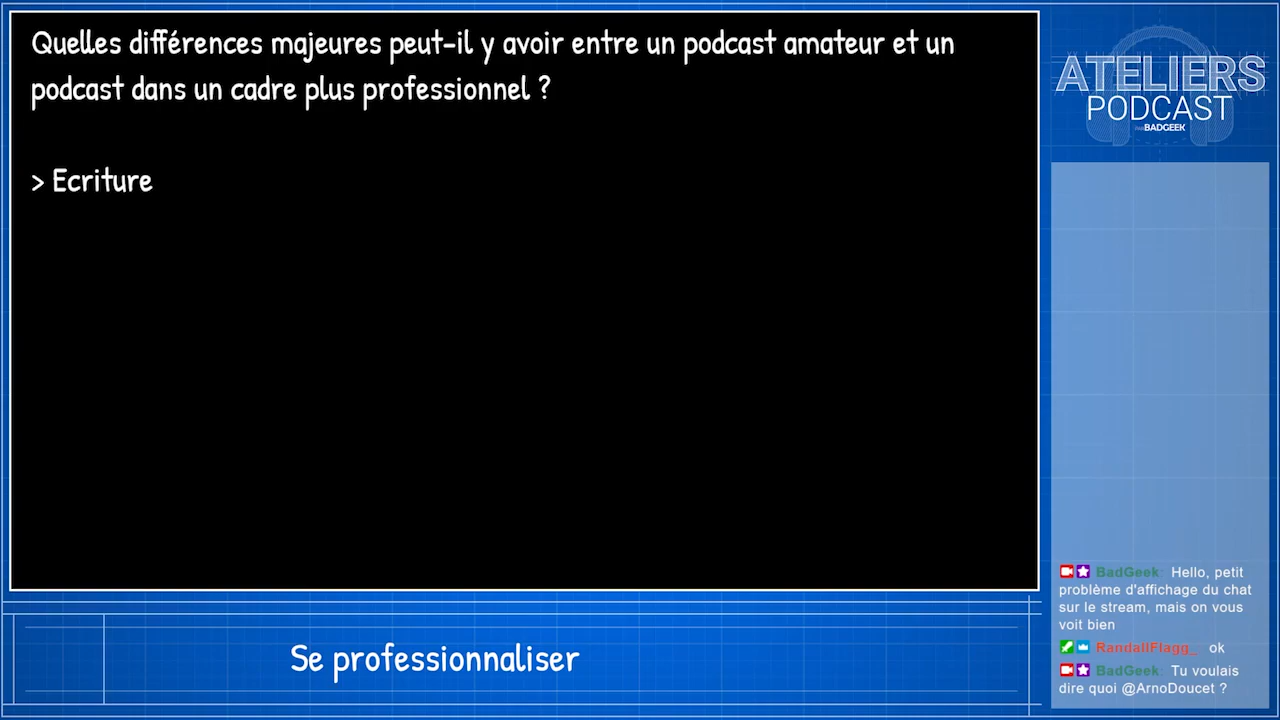 Quelles différences majeures peut-il y avoir entre un podcast amateur et un
podcast dans un cadre plus professionnel ?
> Ecriture
Se professionnaliser
ATELIERS
PODCAST
BADGEEK
BadGeek: Hello, petit
problème d'affichage du chat
sur le stream, mais on vous
voit bien
RandallFlagg_: ok
BadGeek: Tu voulais
dire quoi @ArnoDoucet ?